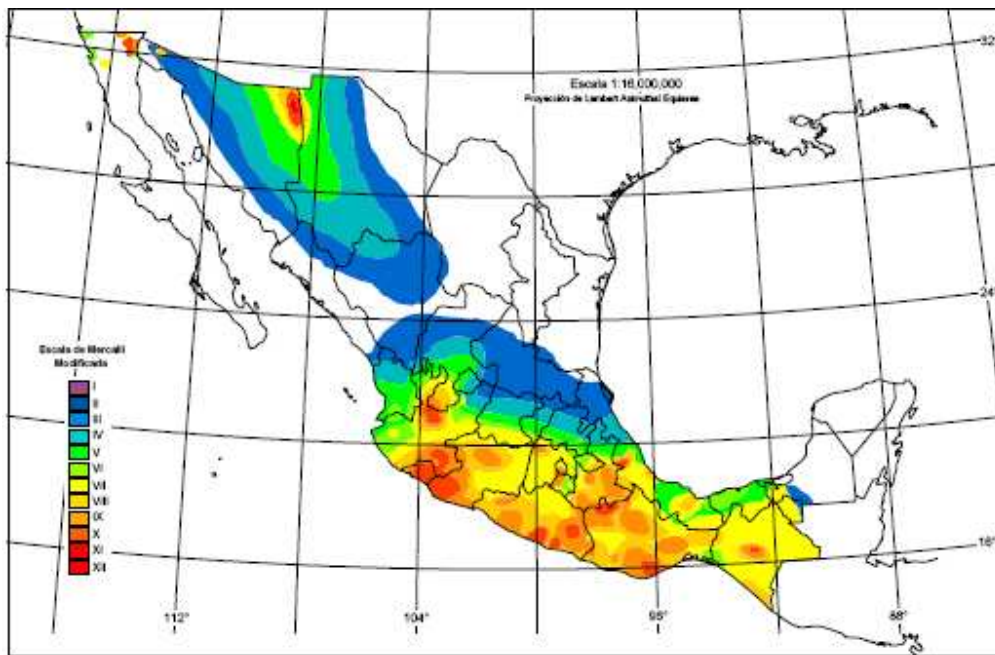 32°
Escala 1:16,000,000
Proyección de Lambert Azimuthal Equiarea
24°
Escala de Mercalli
Modificada
I
II
III
IV
V
VI
VII
VIII
IX
X
XI
XII
16°
112°
104°
96°
88°